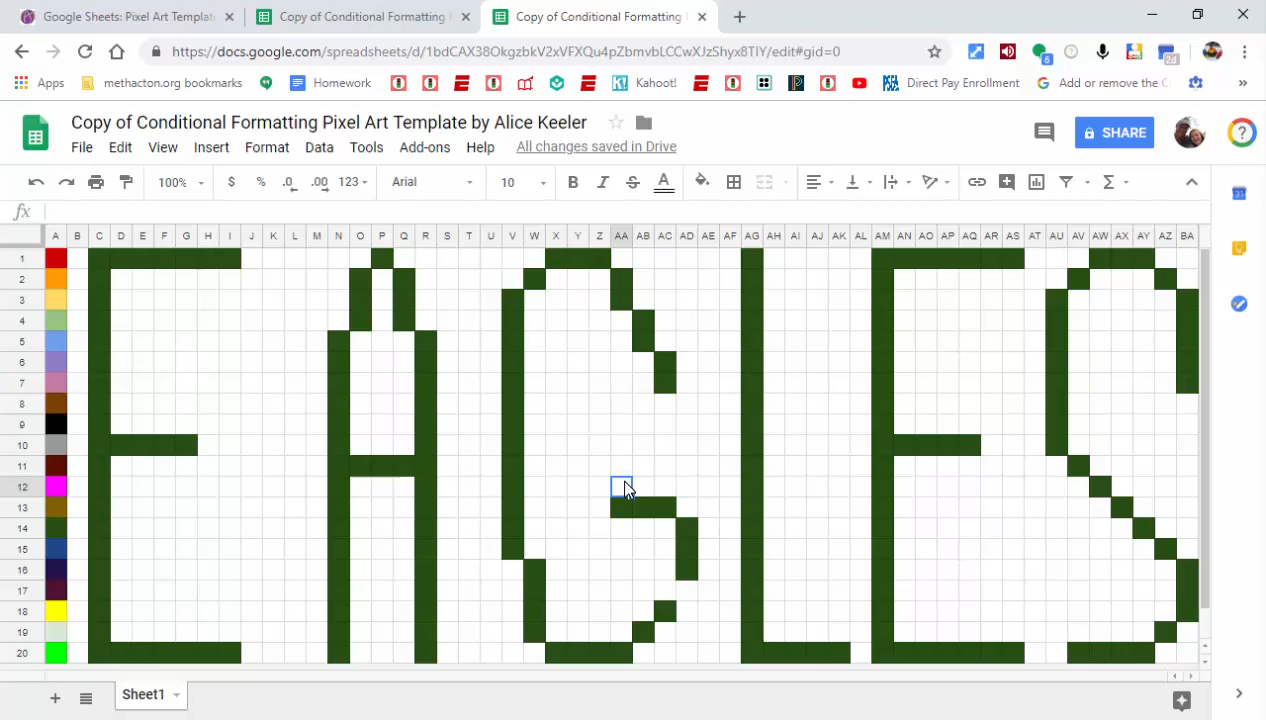 Google Sheets: Pixel Art Templat Copy of Conditional Formatting Copy of Conditional Formatting
https://docs.google.com/spreadsheets/d/1bdCAX38OkgzbkV2xVFXQu4pZbmvbLCCwXJzShyx8TIY/edit#gid=0 6 2d
Apps methacton.org bookmarks Homework Kahoot! Direct Pay Enrollment Add or remove the C »
Copy of Conditional Formatting Pixel Art Template by Alice Keeler SHARE ?
File Edit View Insert Format Data Tools Add-ons Help All changes saved in Drive
100% $ % .0 .00 123 Arial 10 B I S A Σ
fx
A B C D E F G H I J K L M N O P Q R S T U V W X Y Z AA AB AC AD AE AF AG AH AI AJ AK AL AM AN AO AP AQ AR AS AT AU AV AW AX AY AZ BA
1
2
3
4
5
6
7
8
9
10
11
12
13
14
15
16
17
18
19
20
EAGLES
+ Sheet1